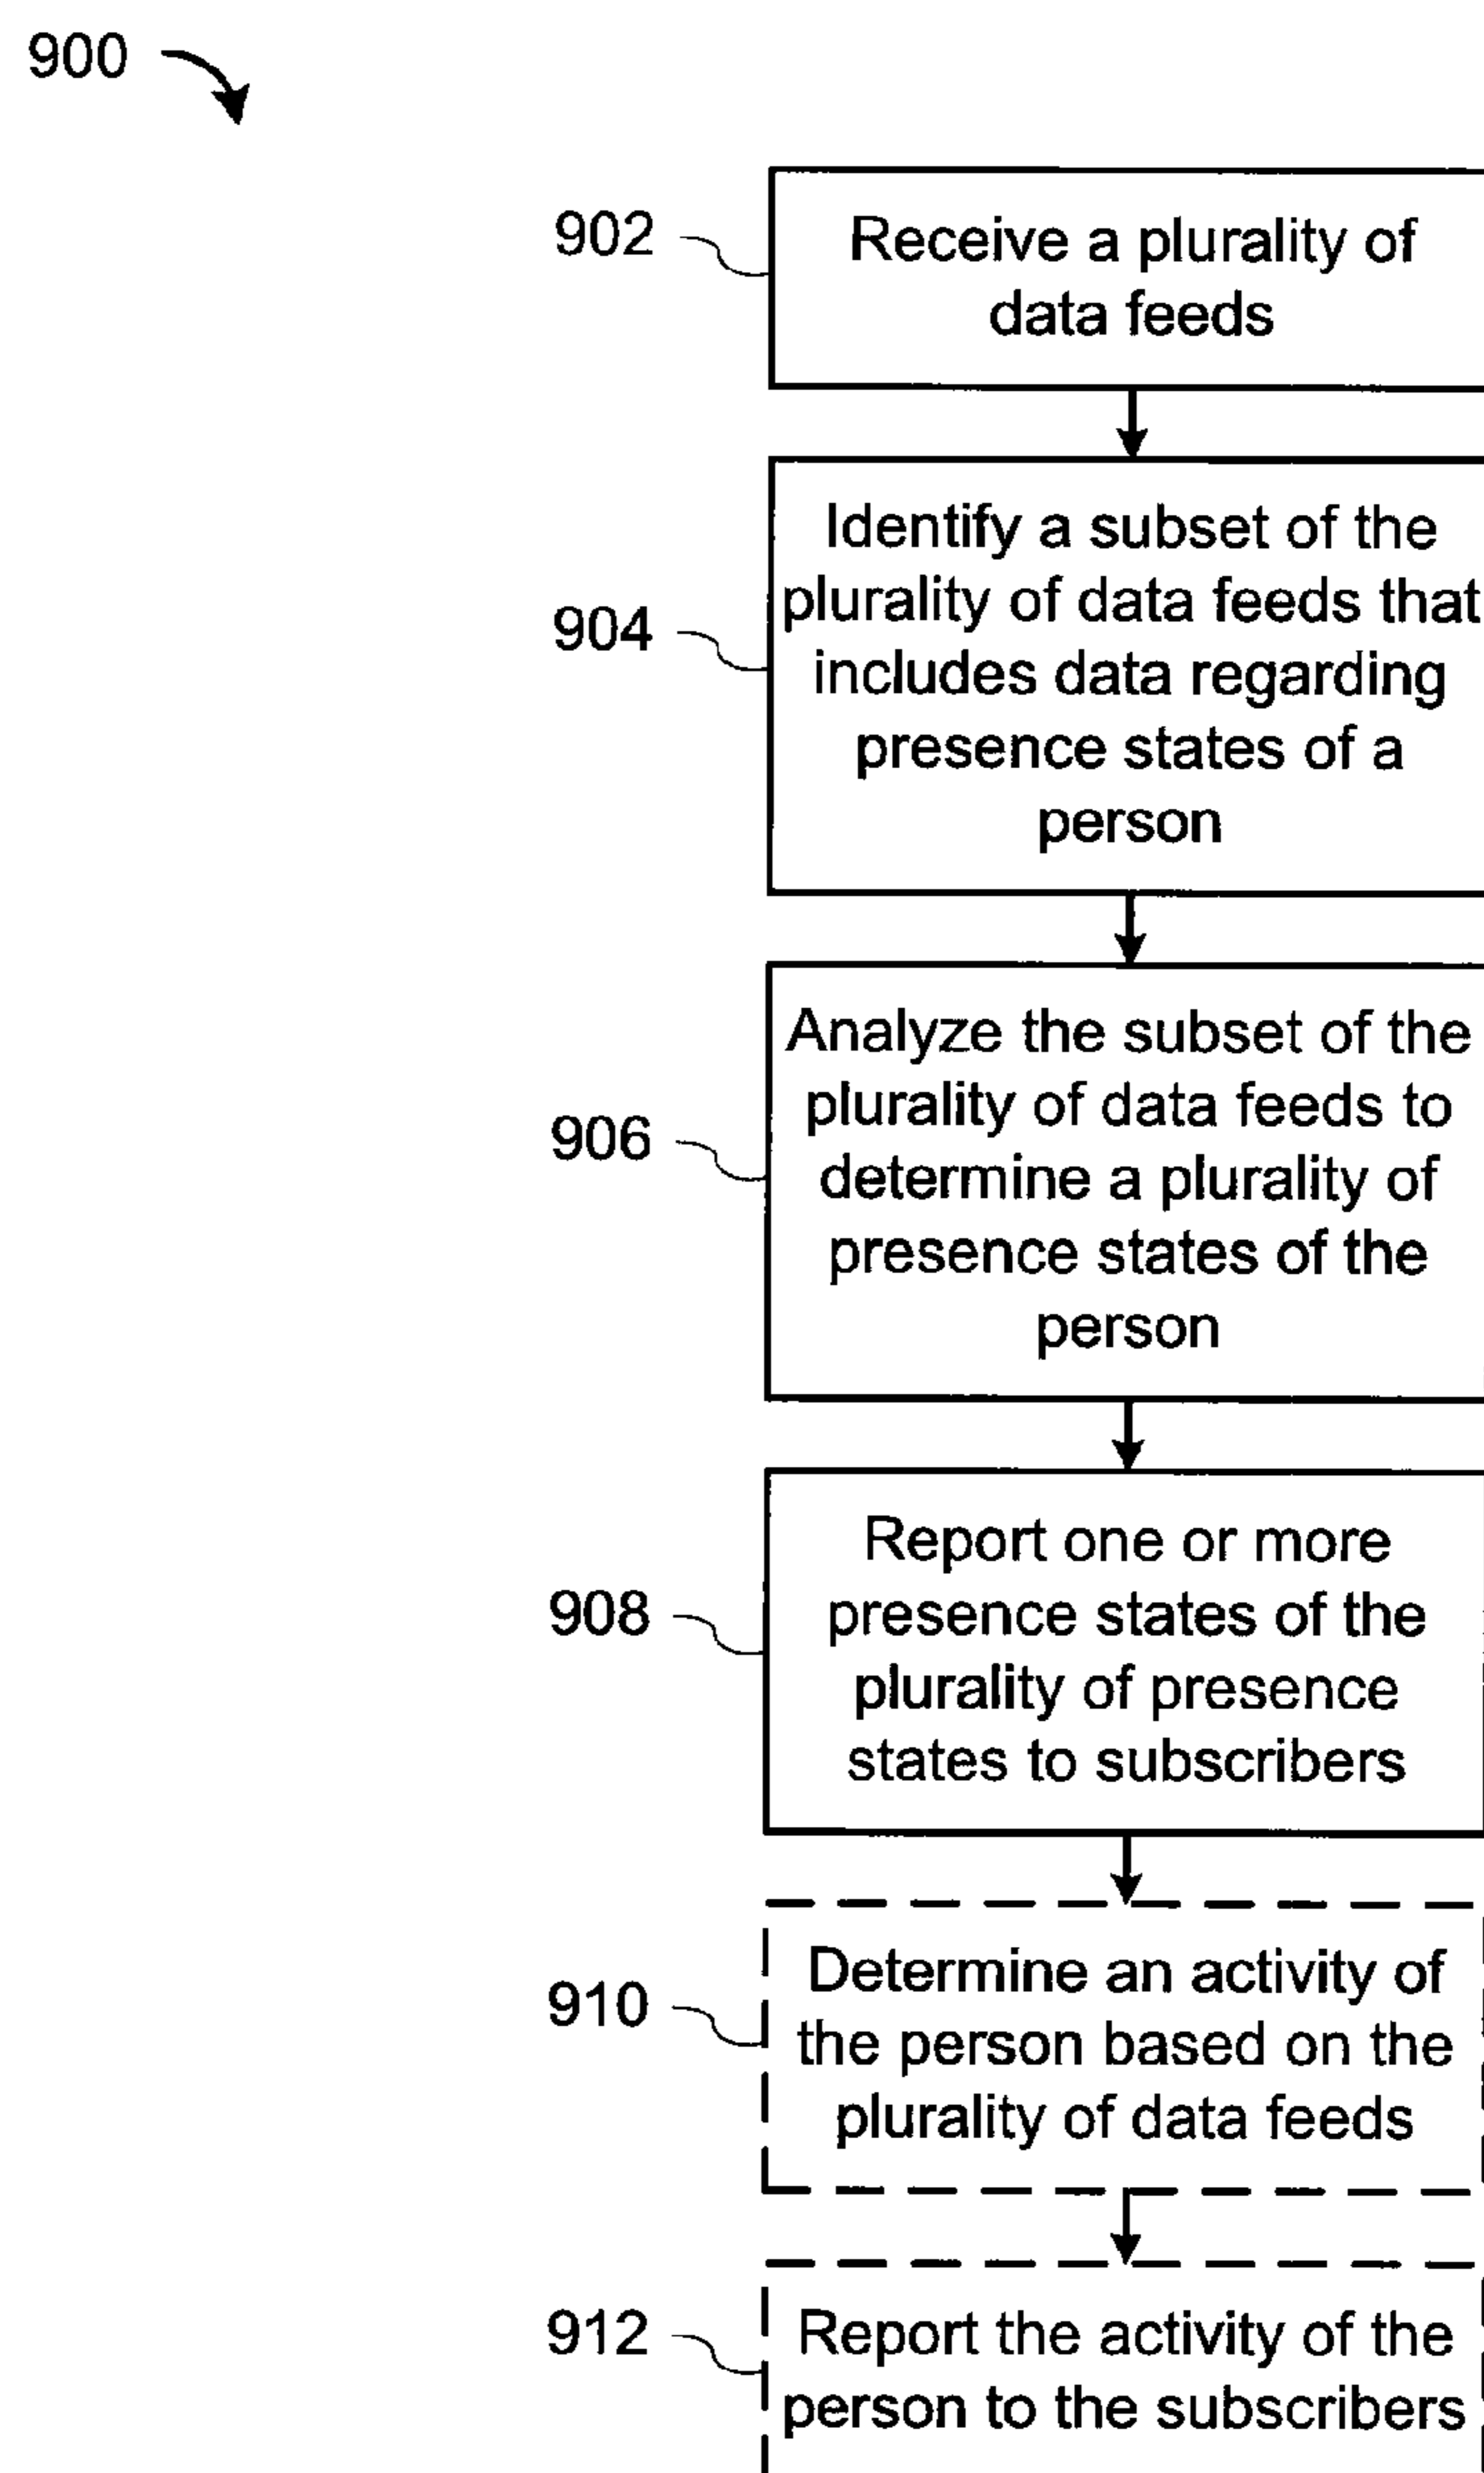 900
902
Receive a plurality of
data feeds
904
Identify a subset of the
plurality of data feeds that
includes data regarding
presence states of a
person
906
Analyze the subset of the
plurality of data feeds to
determine a plurality of
presence states of the
person
908
Report one or more
presence states of the
plurality of presence
states to subscribers
910
Determine an activity of
the person based on the
plurality of data feeds
912
Report the activity of the
person to the subscribers